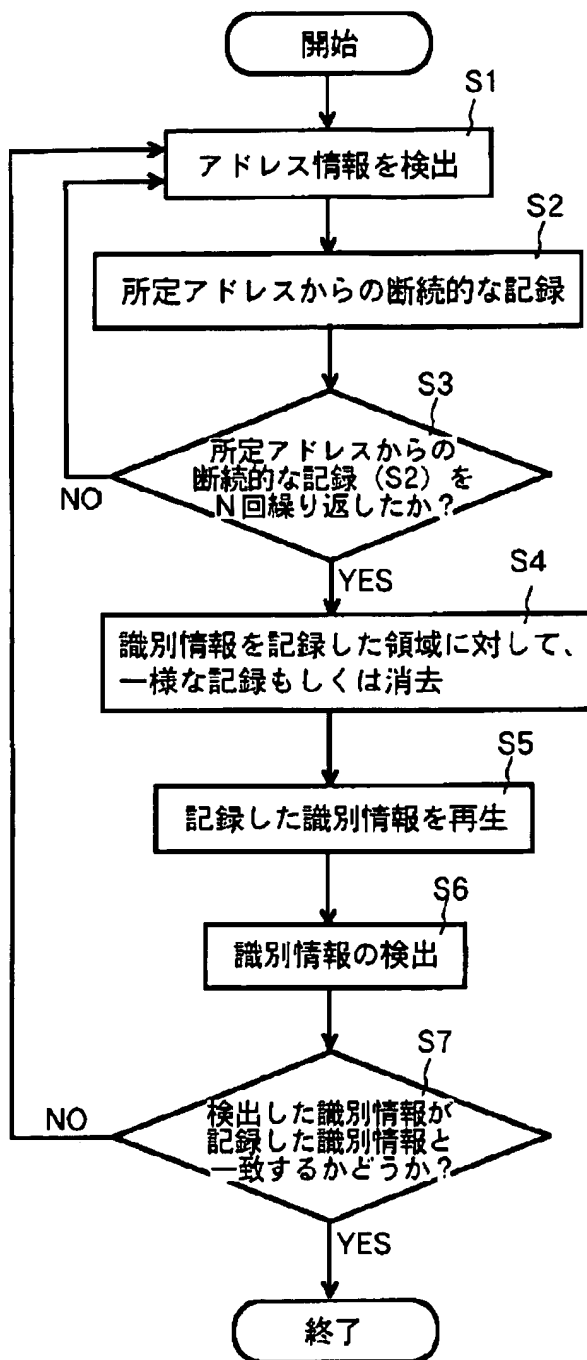 開始
S1
アドレス情報を検出
S2
所定アドレスからの断続的な記録
S3
所定アドレスからの
断続的な記録(S2)を
N回繰り返したか?
NO
YES
S4
識別情報を記録した領域に対して、
一様な記録もしくは消去
S5
記録した識別情報を再生
S6
識別情報の検出
S7
検出した識別情報が
記録した識別情報と
一致するかどうか?
NO
YES
終了